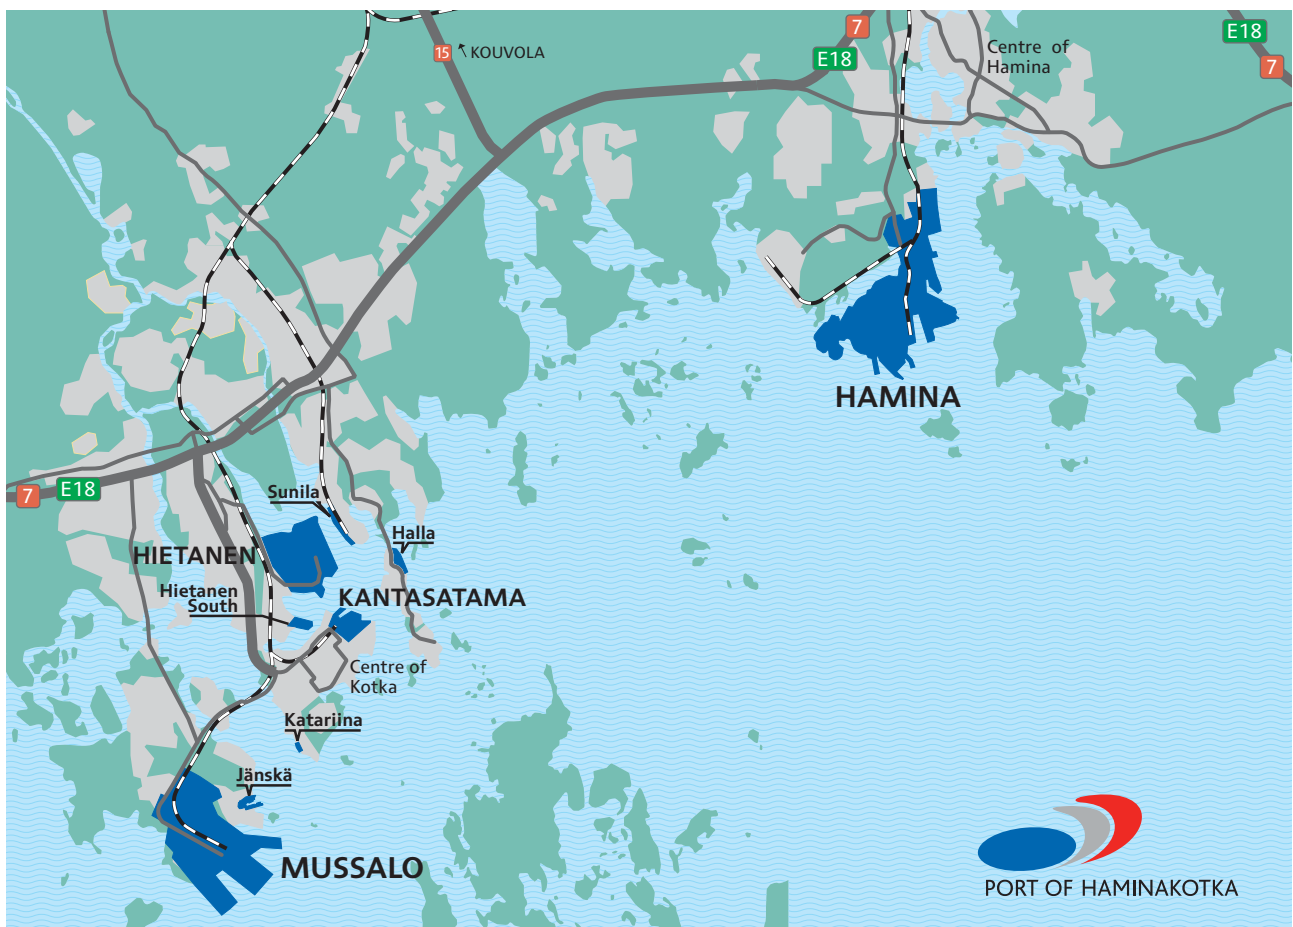 7
E18
E18
7
15
KOUVOLA
Centre of
Hamina
HAMINA
7
E18
Sunila
Halla
HIETANEN
Hietanen
South
KANTASATAMA
Centre of
Kotka
Katariina
Jänskä
MUSSALO
PORT OF HAMINAKOTKA